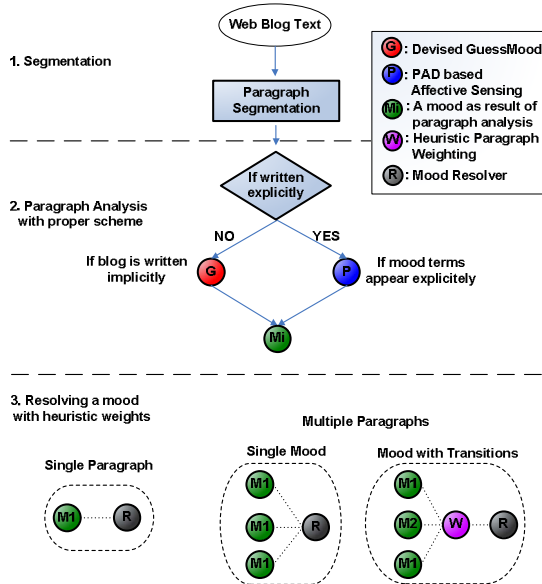 Web Blog Text
1. Segmentation
Paragraph
Segmentation
G : Devised GuessMood
P : PAD based
Affective Sensing
Mi : A mood as result of
paragraph analysis
W : Heuristic Paragraph
Weighting
R : Mood Resolver
If written
explicitly
2. Paragraph Analysis
with proper scheme
NO
YES
If blog is written
implicitly
G
P
If mood terms
appear explicitely
Mi
3. Resolving a mood
with heuristic weights
Multiple Paragraphs
Single Paragraph
Single Mood
Mood with Transitions
M1
R
M1
M1
M1
R
M1
M2
M1
W
R